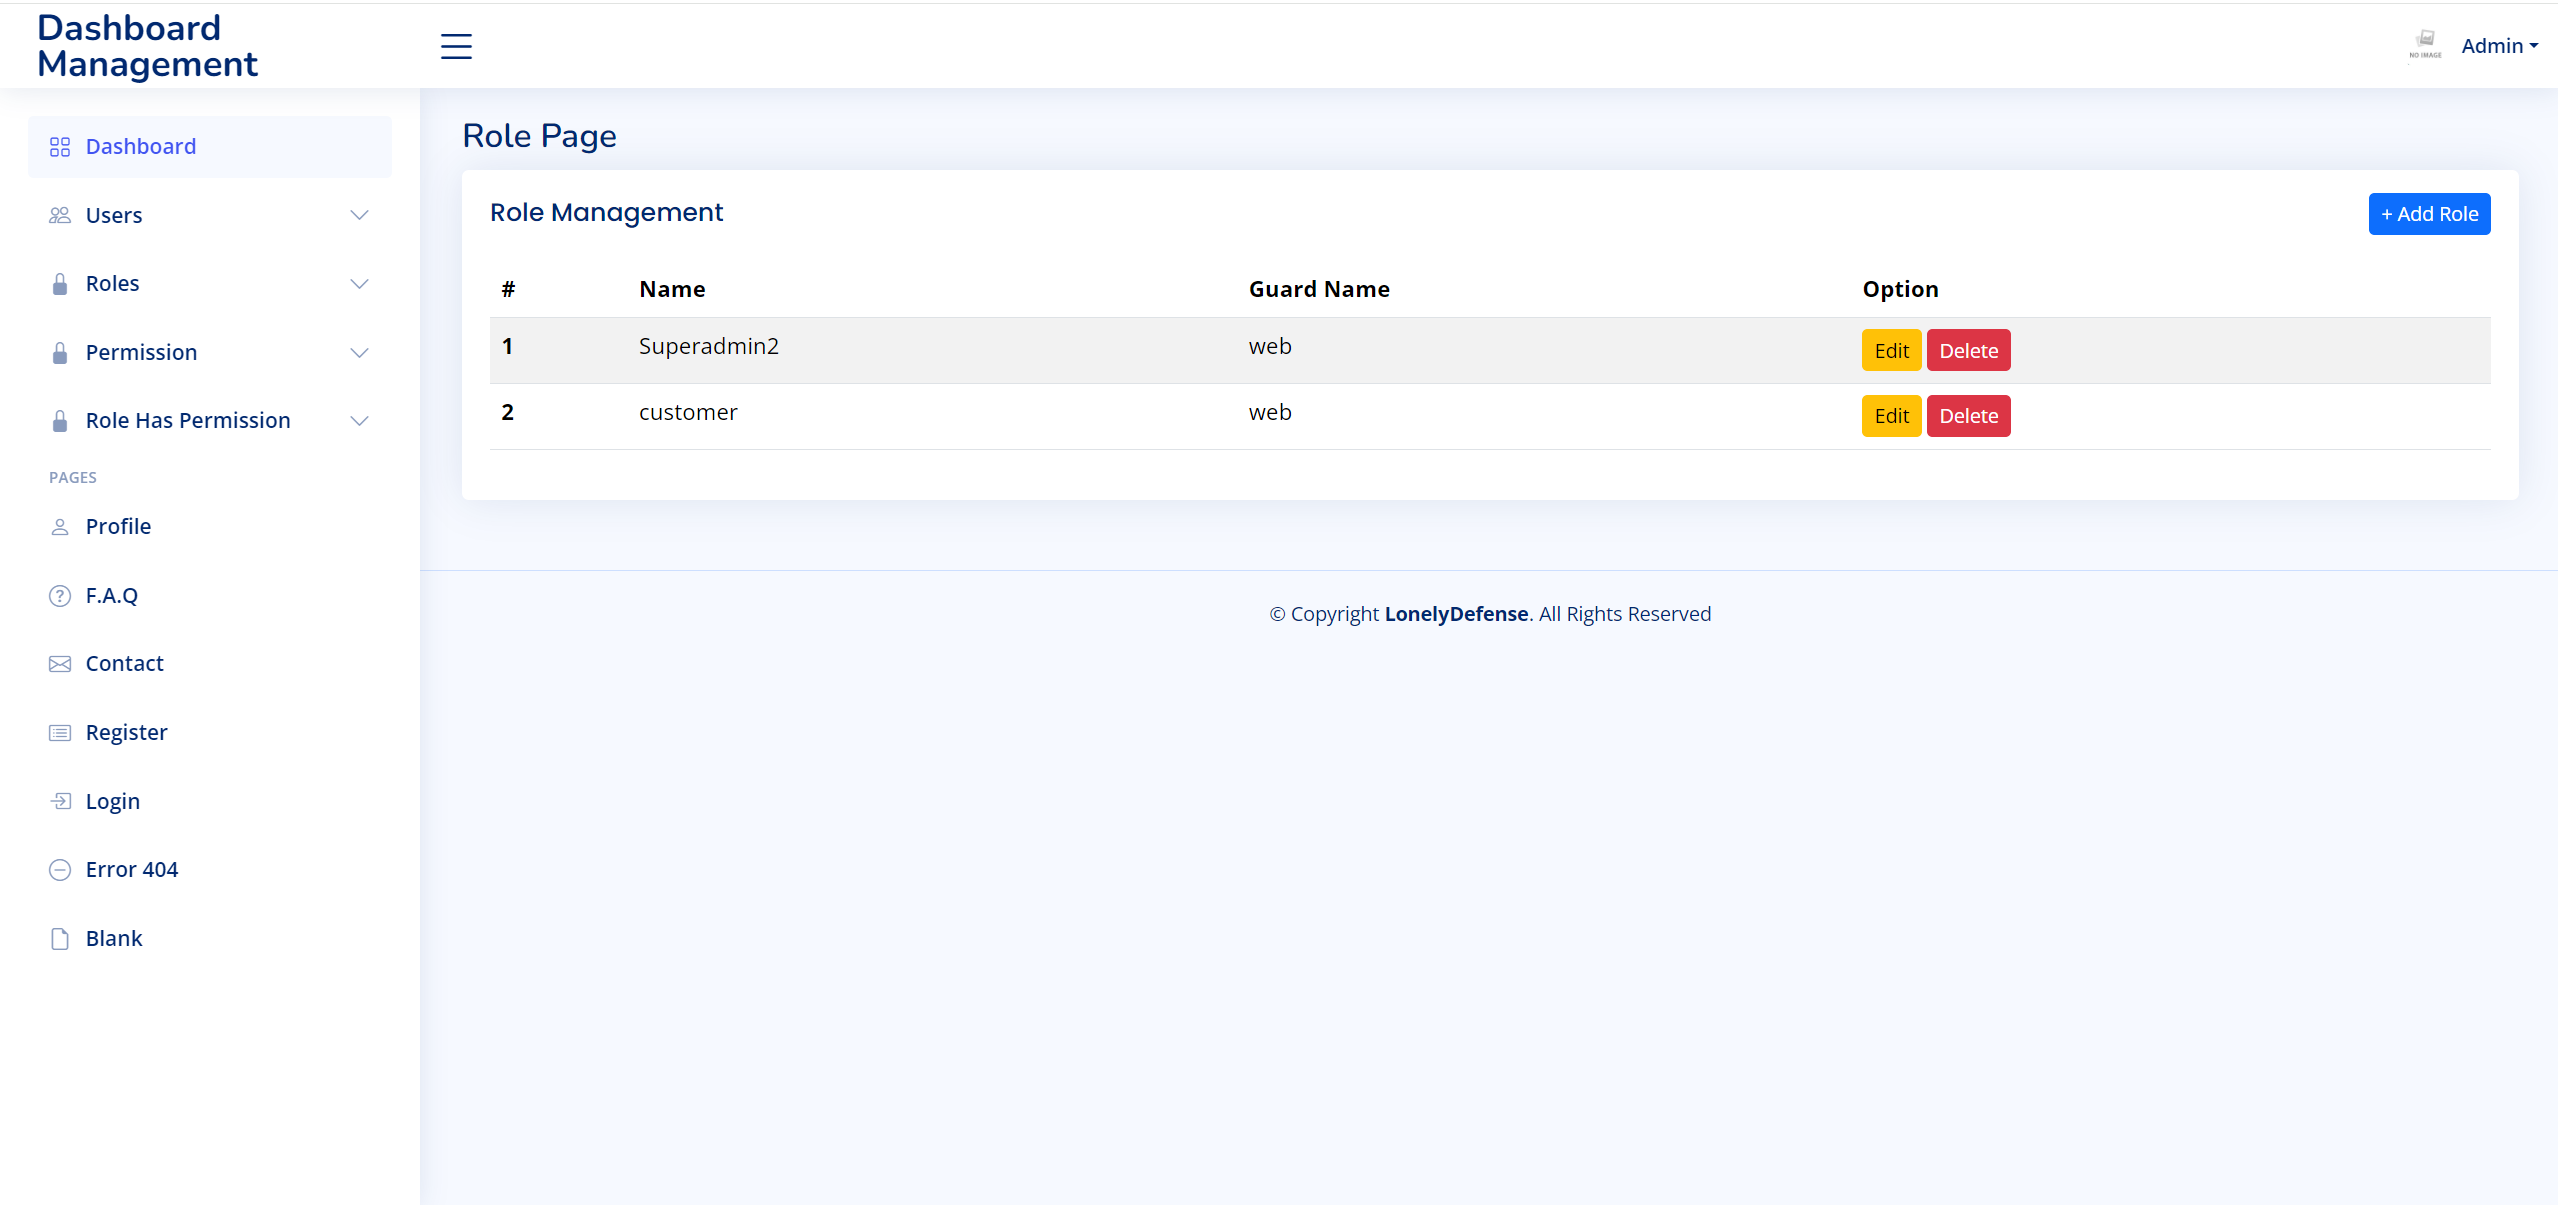 Dashboard
Management
NO IMAGE
Admin
Dashboard
Users
Roles
Permission
Role Has Permission
PAGES
Profile
F.A.Q
Contact
Register
Login
Error 404
Blank
Role Page
Role Management
+ Add Role
# Name Guard Name Option
1 Superadmin2 web Edit Delete
2 customer web Edit Delete
© Copyright LonelyDefense. All Rights Reserved